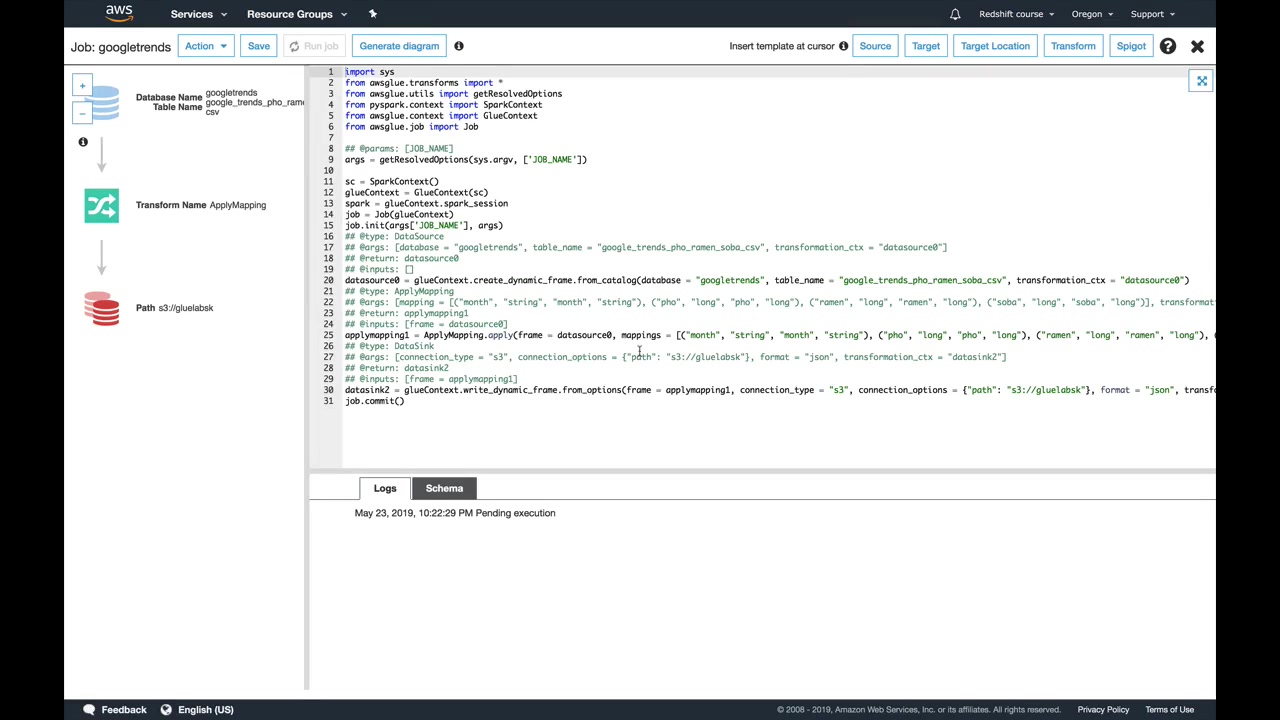 aws Services Resource Groups Redshift course Oregon Support
Job: googletrends Action Save Run job Generate diagram Insert template at cursor Source Target Target Location Transform Spigot
Database Name googletrends
Table Name google_trends_pho_rame
csv
Transform Name ApplyMapping
Path s3://gluelabsk
1 import sys
2 from awsglue.transforms import *
3 from awsglue.utils import getResolvedOptions
4 from pyspark.context import SparkContext
5 from awsglue.context import GlueContext
6 from awsglue.job import Job
7
8 ## @params: [JOB_NAME]
9 args = getResolvedOptions(sys.argv, ['JOB_NAME'])
10
11 sc = SparkContext()
12 glueContext = GlueContext(sc)
13 spark = glueContext.spark_session
14 job = Job(glueContext)
15 job.init(args['JOB_NAME'], args)
16 ## @type: DataSource
17 ## @args: [database = "googletrends", table_name = "google_trends_pho_ramen_soba_csv", transformation_ctx = "datasource0"]
18 ## @return: datasource0
19 ## @inputs: []
20 datasource0 = glueContext.create_dynamic_frame.from_catalog(database = "googletrends", table_name = "google_trends_pho_ramen_soba_csv", transformation_ctx = "datasource0")
21 ## @type: ApplyMapping
22 ## @args: [mapping = [("month", "string", "month", "string"), ("pho", "long", "pho", "long"), ("ramen", "long", "ramen", "long"), ("soba", "long", "soba", "long")], transformat
23 ## @return: applymapping1
24 ## @inputs: [frame = datasource0]
25 applymapping1 = ApplyMapping.apply(frame = datasource0, mappings = [("month", "string", "month", "string"), ("pho", "long", "pho", "long"), ("ramen", "long", "ramen", "long"), (
26 ## @type: DataSink
27 ## @args: [connection_type = "s3", connection_options = {"path": "s3://gluelabsk"}, format = "json", transformation_ctx = "datasink2"]
28 ## @return: datasink2
29 ## @inputs: [frame = applymapping1]
30 datasink2 = glueContext.write_dynamic_frame.from_options(frame = applymapping1, connection_type = "s3", connection_options = {"path": "s3://gluelabsk"}, format = "json", transf
31 job.commit()
Logs Schema
May 23, 2019, 10:22:29 PM Pending execution
Feedback English (US) © 2008 - 2019, Amazon Web Services, Inc. or its affiliates. All rights reserved. Privacy Policy Terms of Use